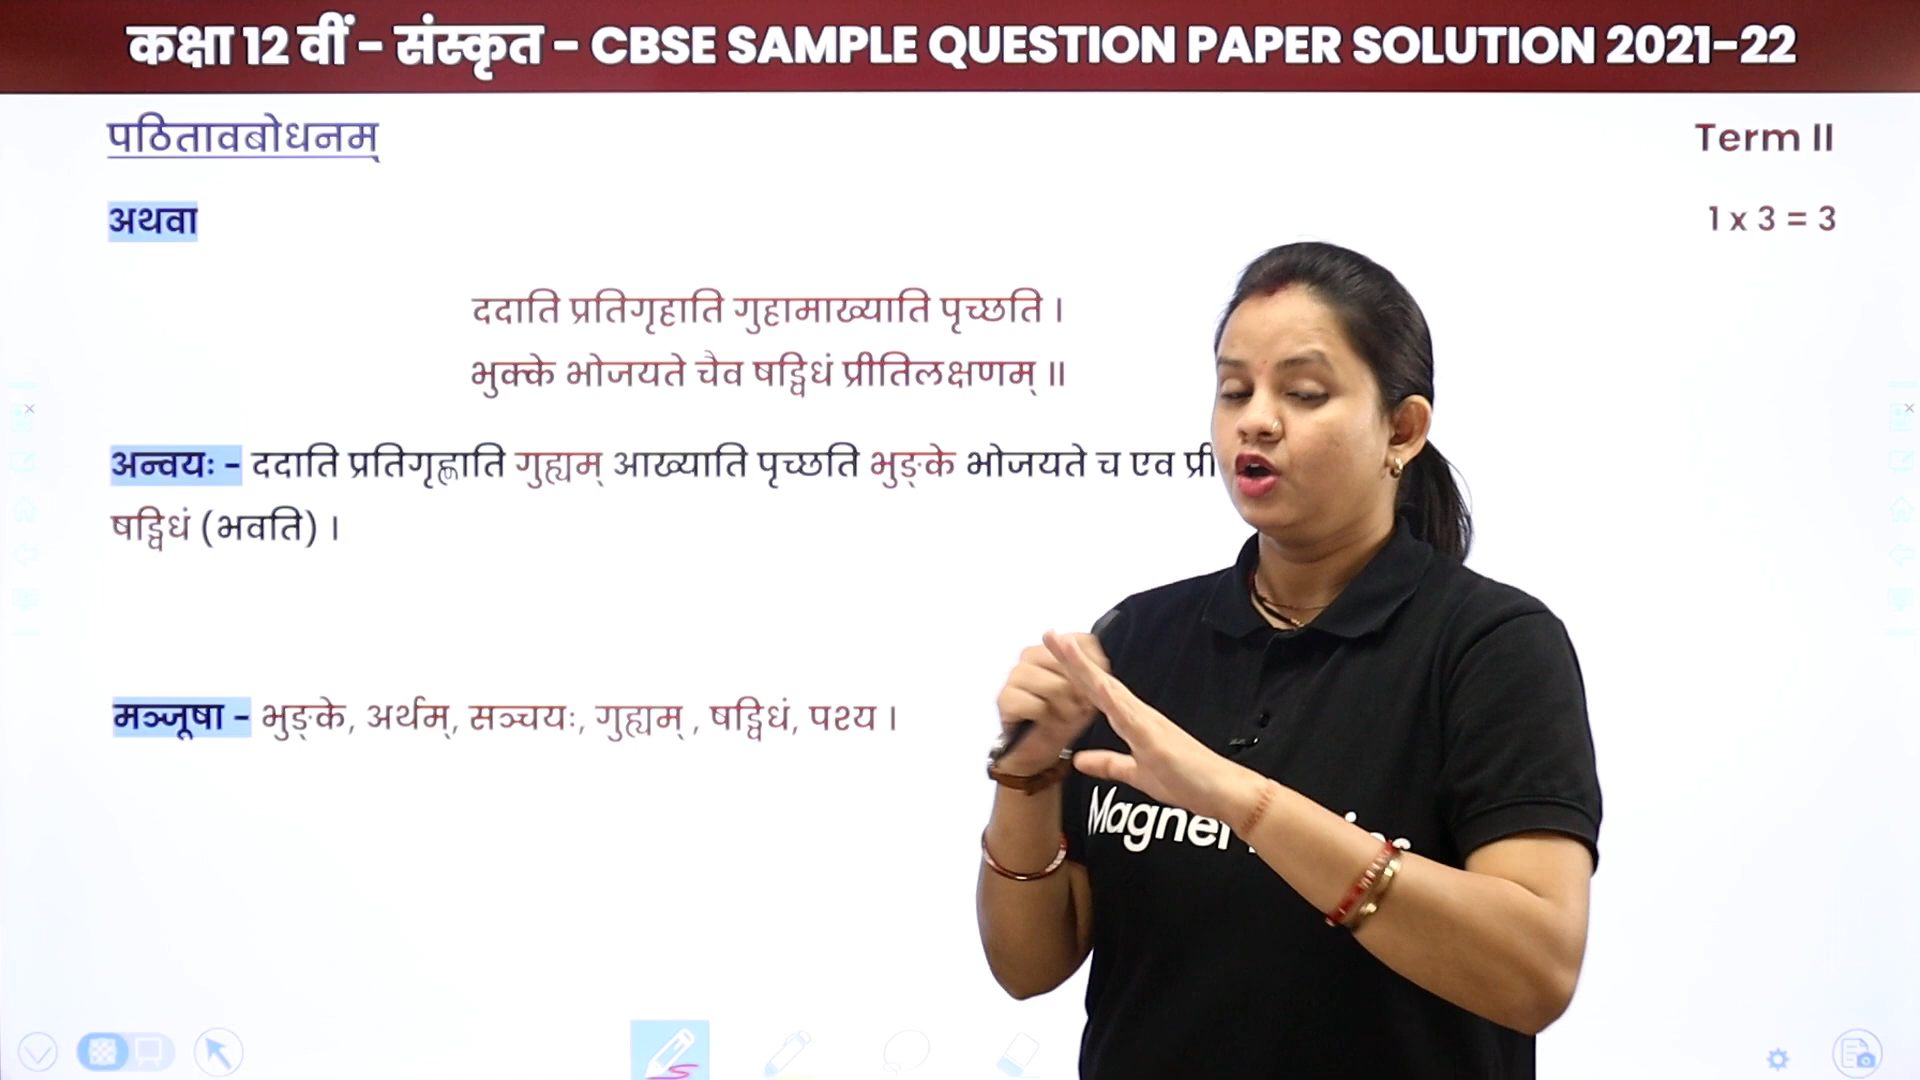 कक्षा 12 वीं - संस्कृत - CBSE SAMPLE QUESTION PAPER SOLUTION 2021-22
पठितावबोधनम्
Term II
अथवा
1 x 3 = 3
ददाति प्रतिगृहाति गुहामाख्याति पृच्छति ।
भुक्के भोजयते चैव षड्विधं प्रीतिलक्षणम् ॥
अन्वयः - ददाति प्रतिगृह्णाति गुह्यम् आख्याति पृच्छति भुङ्के भोजयते च एव
षड्विधं (भवति) ।
मञ्जूषा - भुङ्के, अर्थम्, सञ्चयः, गुह्यम् , षड्विधं, पश्य ।